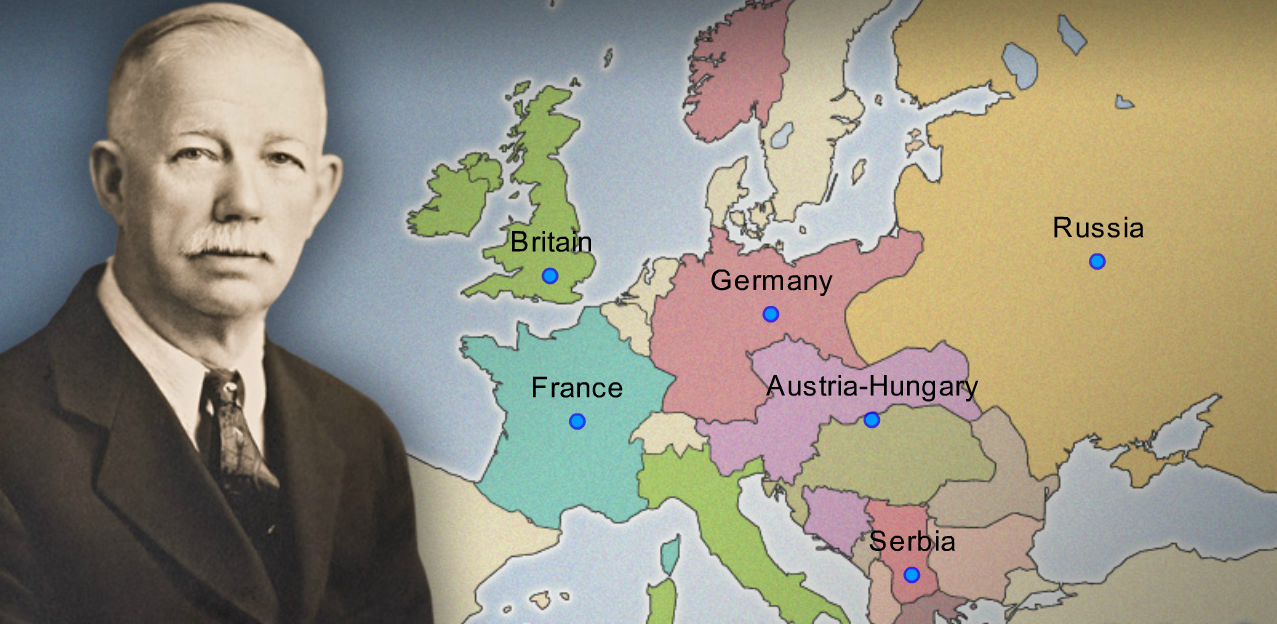 Britain
Russia
Germany
Austria-Hungary
France
Serbia